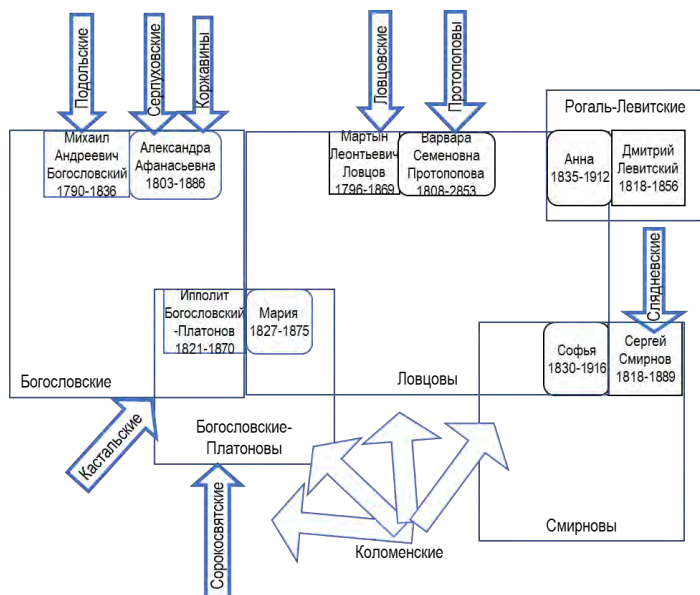 Подольские
Серпуховские
Коржавины
Ловцовские
Протопоповы
Рогаль-Левитские
Михаил
Андреевич
Богословский
1790-1836
Александра
Афанасьевна
1803-1886
Мартын
Леонтьевич
Ловцов
1796-1869
Варвара
Семеновна
Протопопова
1808-2853
Анна
1835-1912
Дмитрий
Левитский
1818-1856
Слядневские
Ипполит
Богословский
-Платонов
1821-1870
Мария
1827-1875
Софья
1830-1916
Сергей
Смирнов
1818-1889
Богословские
Ловцовы
Кастальские
Богословские-
Платоновы
Сорокосвятские
Коломенские
Смирновы